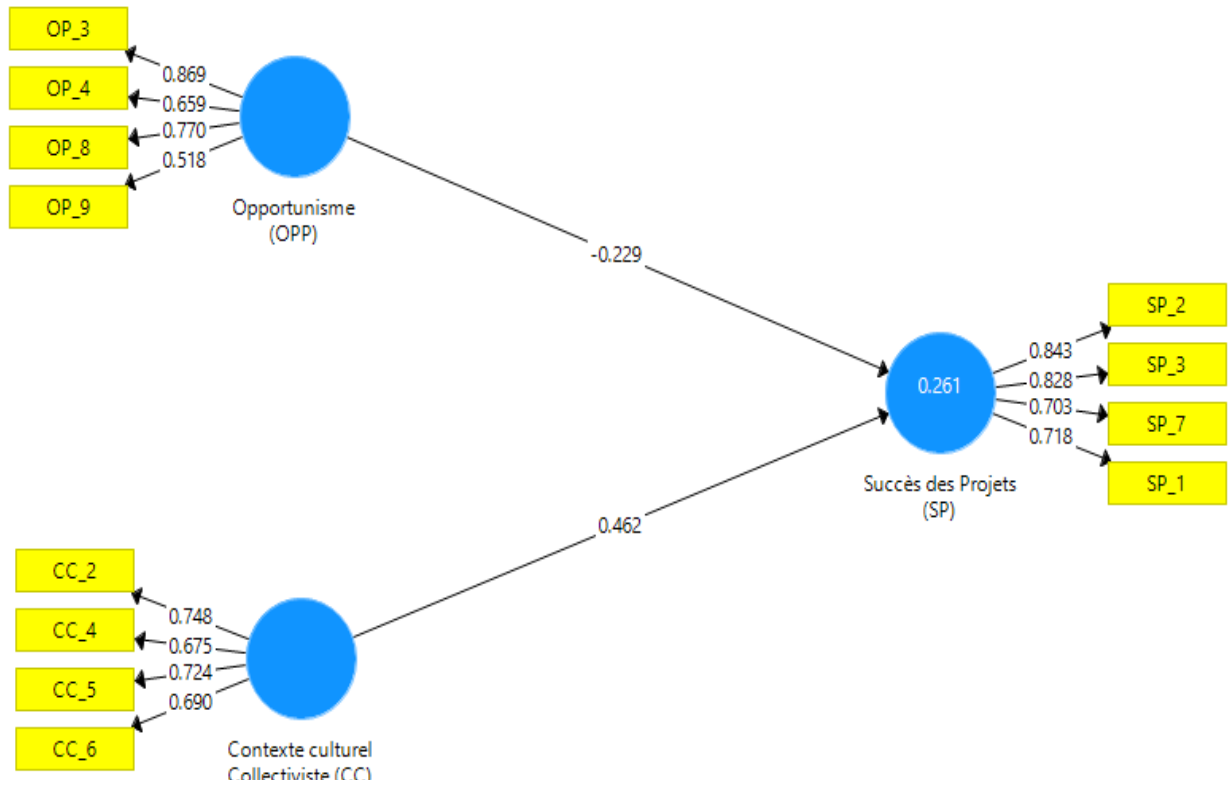 OP_3
OP_4
OP_8
OP_9
0.869
0.659
0.770
0.518
Opportunisme
(OPP)
-0.229
SP_2
SP_3
SP_7
SP_1
0.843
0.828
0.703
0.718
0.261
Succès des Projets
(SP)
0.462
CC_2
CC_4
CC_5
CC_6
0.748
0.675
0.724
0.690
Contexte culturel
Collectiviste (CC)